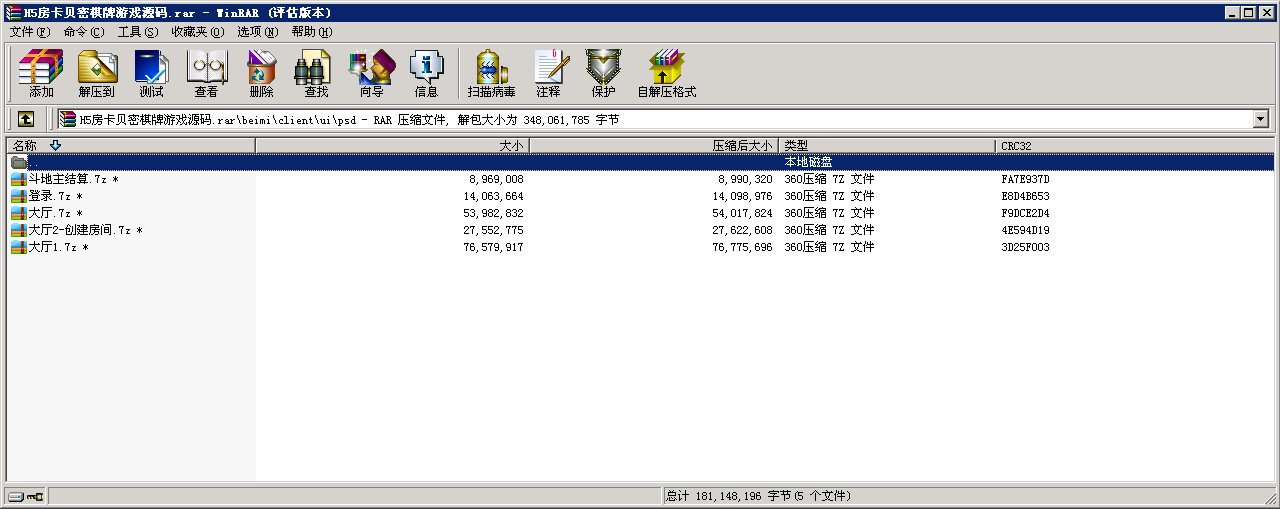 H5房卡贝密棋牌游戏源码.rar - WinRAR (评估版本)
文件(F) 命令(C) 工具(S) 收藏夹(O) 选项(N) 帮助(H)
添加 解压到 测试 查看 删除 查找 向导 信息 扫描病毒 注释 保护 自解压格式
H5房卡贝密棋牌游戏源码.rar\beimi\client\ui\psd - RAR 压缩文件, 解包大小为 348,061,785 字节
名称 大小 压缩后大小 类型 CRC32
.. 本地磁盘
斗地主结算.7z * 8,969,008 8,990,320 360压缩 7Z 文件 FA7E937D
登录.7z * 14,063,664 14,098,976 360压缩 7Z 文件 E8D4B653
大厅.7z * 53,982,832 54,017,824 360压缩 7Z 文件 F9DCE2D4
大厅2-创建房间.7z * 27,552,775 27,622,608 360压缩 7Z 文件 4E594D19
大厅1.7z * 76,579,917 76,775,696 360压缩 7Z 文件 3D25F003
总计 181,148,196 字节(5 个文件)